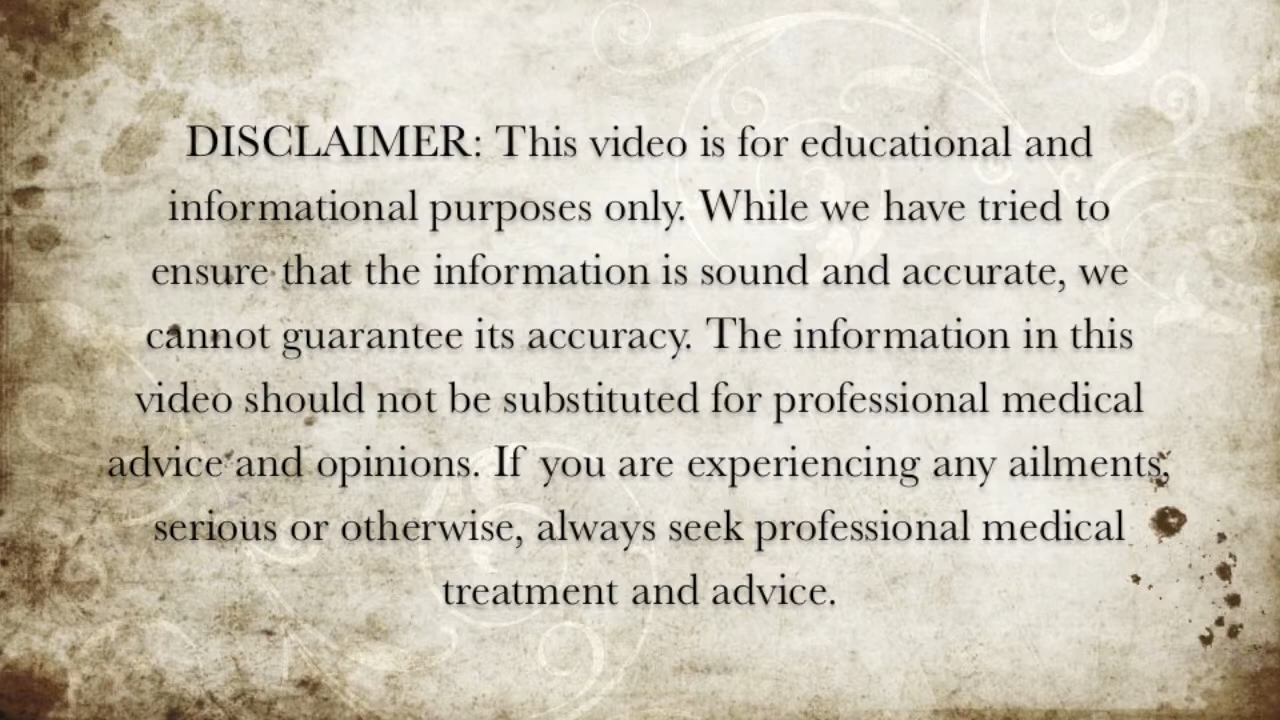 DISCLAIMER: This video is for educational and
informational purposes only. While we have tried to
ensure that the information is sound and accurate, we
cannot guarantee its accuracy. The information in this
video should not be substituted for professional medical
advice and opinions. If you are experiencing any ailments,
serious or otherwise, always seek professional medical
treatment and advice.